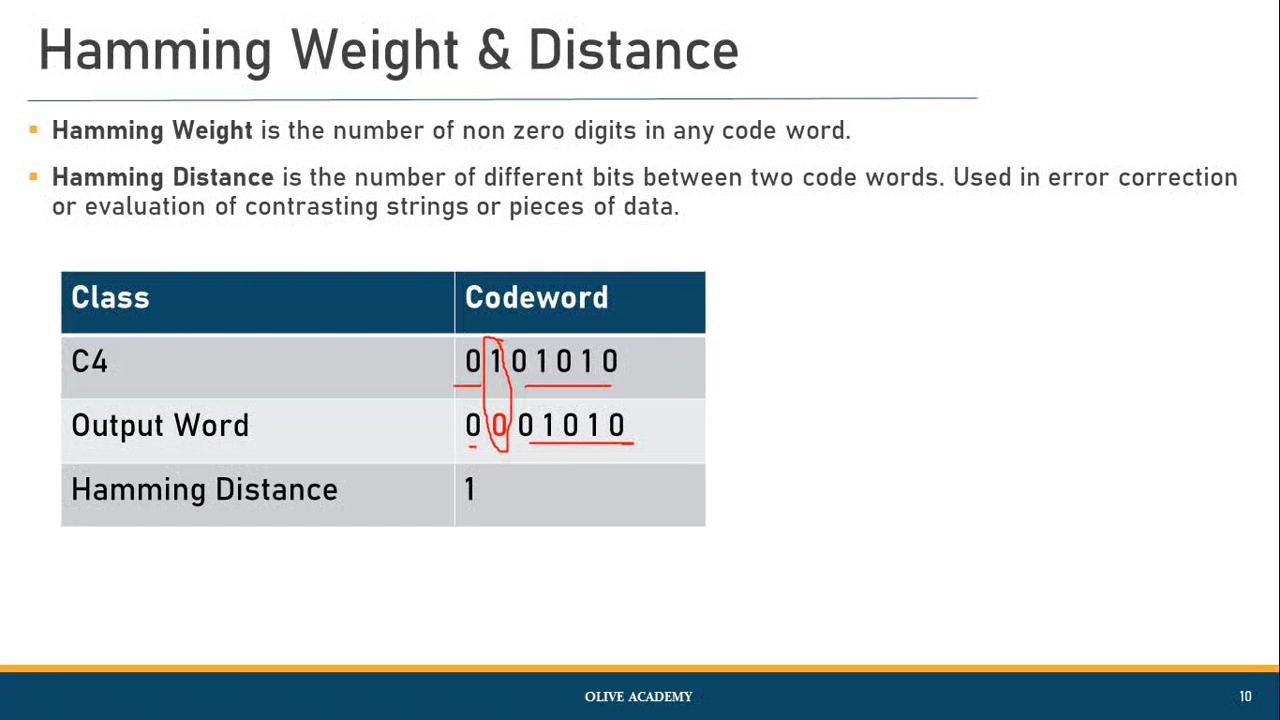 Hamming Weight & Distance
Hamming Weight is the number of non zero digits in any code word.
Hamming Distance is the number of different bits between two code words. Used in error correction
or evaluation of contrasting strings or pieces of data.
Class Codeword
C4 0 1 0 1 0 1 0
Output Word 0 0 0 1 0 1 0
Hamming Distance 1
OLIVE ACADEMY 10